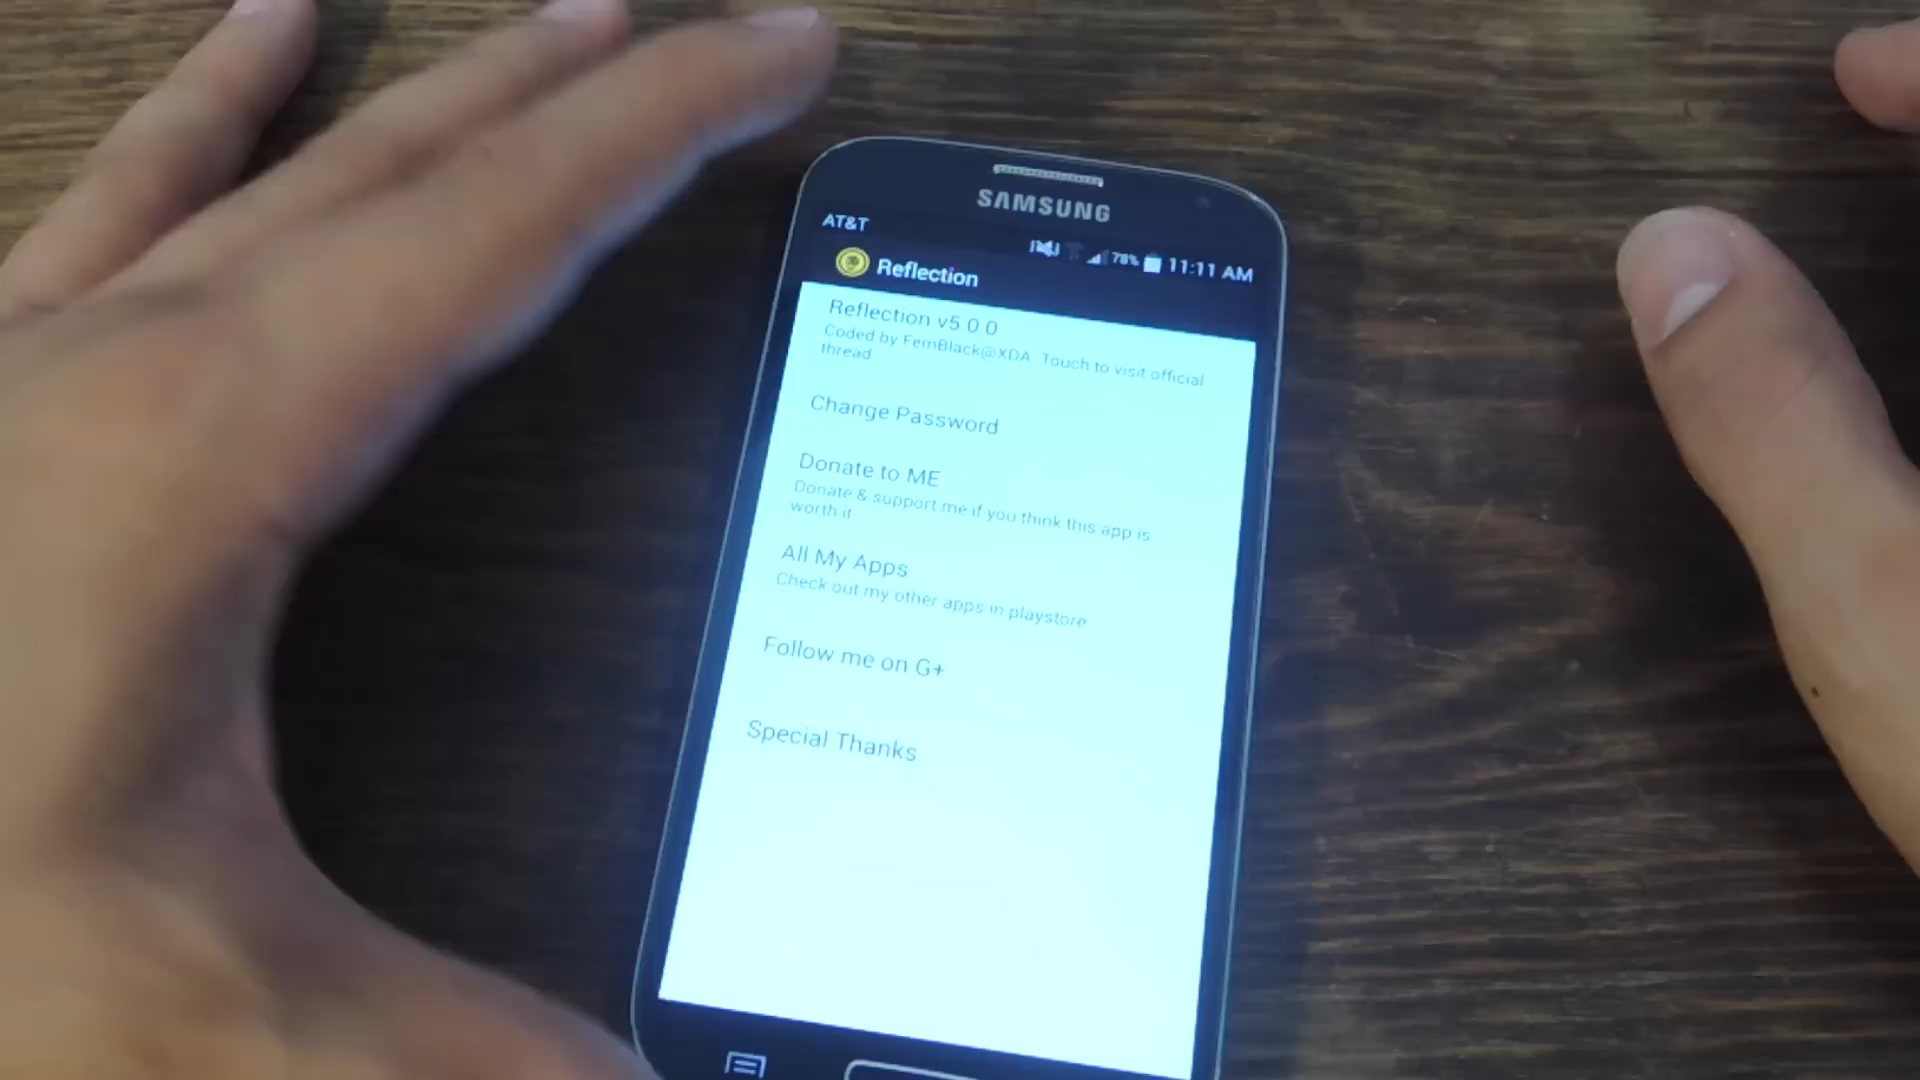 SAMSUNG
AT&T
78% 11:11 AM
Reflection
Reflection v5.0.0
Coded by FemBlack@XDA. Touch to visit official
thread
Change Password
Donate to ME
Donate & support me if you think this app is
worth it
All My Apps
Check out my other apps in playstore
Follow me on G+
Special Thanks